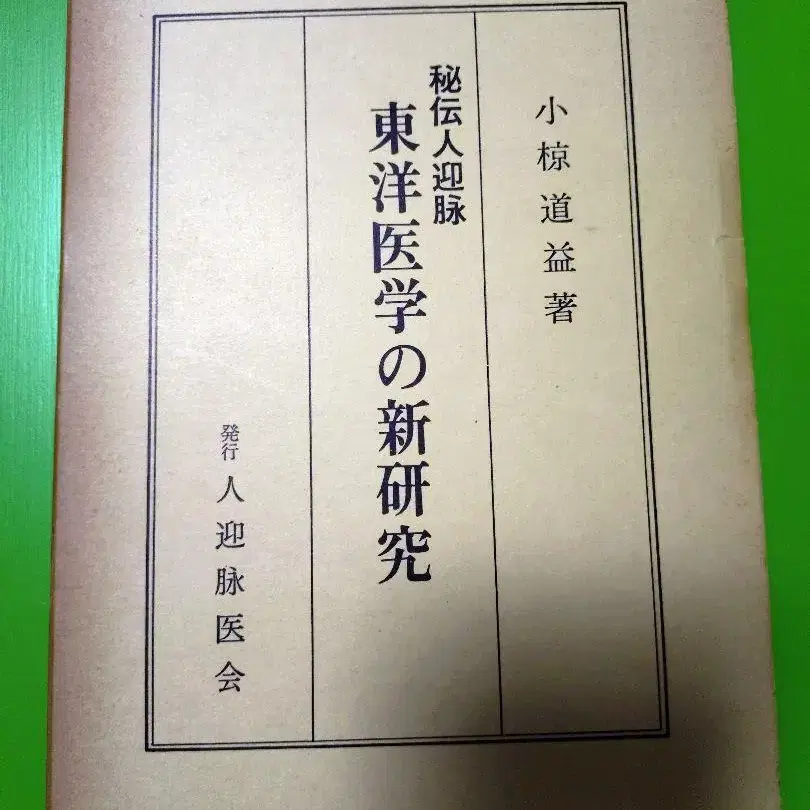 小椋道益著
秘伝人迎脉
東洋医学の新研究
発行 人迎脉医会